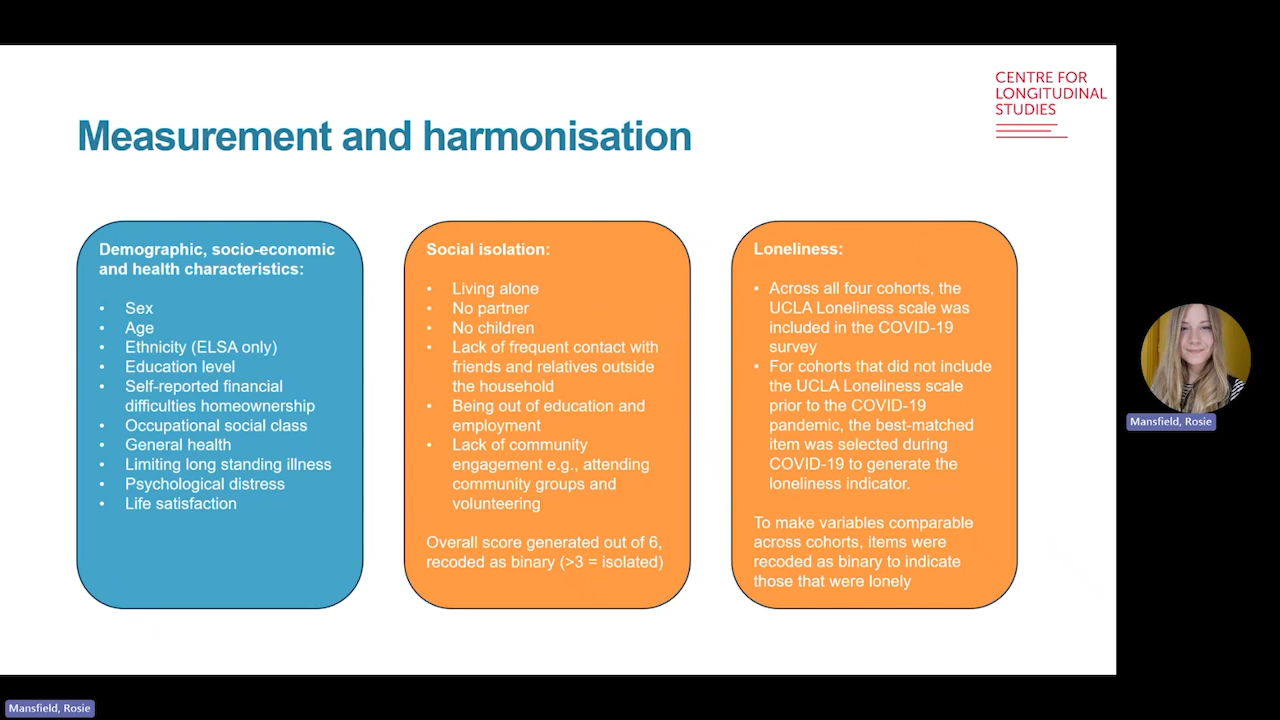 CENTRE FOR
LONGITUDINAL
STUDIES
Measurement and harmonisation
Demographic, socio-economic
and health characteristics:
• Sex
• Age
• Ethnicity (ELSA only)
• Education level
• Self-reported financial
difficulties homeownership
• Occupational social class
• General health
• Limiting long standing illness
• Psychological distress
• Life satisfaction
Social isolation:
• Living alone
• No partner
• No children
• Lack of frequent contact with
friends and relatives outside
the household
• Being out of education and
employment
• Lack of community
engagement e.g., attending
community groups and
volunteering
Overall score generated out of 6,
recoded as binary (>3 = isolated)
Loneliness:
• Across all four cohorts, the
UCLA Loneliness scale was
included in the COVID-19
survey
• For cohorts that did not include
the UCLA Loneliness scale
prior to the COVID-19
pandemic, the best-matched
item was selected during
COVID-19 to generate the
loneliness indicator.
To make variables comparable
across cohorts, items were
recoded as binary to indicate
those that were lonely
Mansfield, Rosie
Mansfield, Rosie